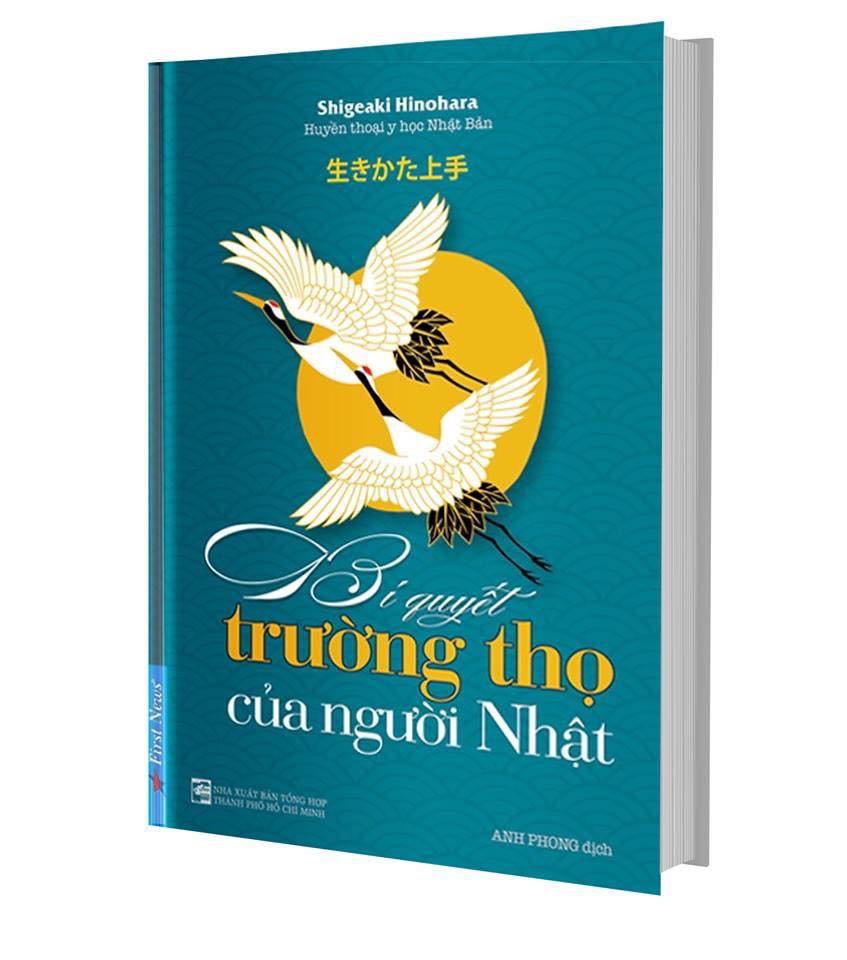 Shigeaki Hinohara
Huyền thoại y học Nhật Bản
生きかた上手
Bí quyết
trường thọ
của người Nhật
First News
NHÀ XUẤT BẢN TỔNG HỢP
THÀNH PHỐ HỒ CHÍ MINH
ANH PHONG dịch